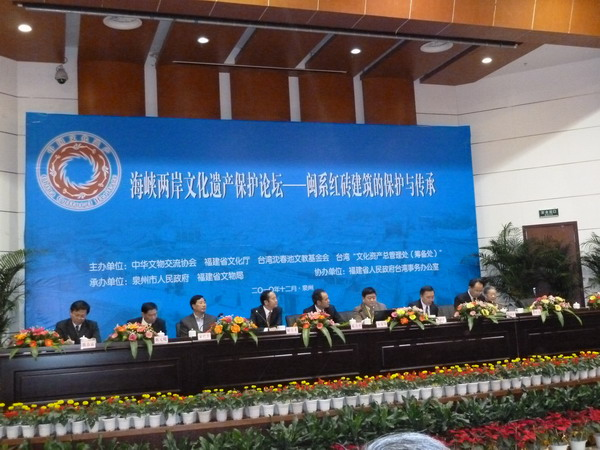 海峡两岸文化遗产保护论坛——闽系红砖建筑的保护与传承
主办单位：中华文物交流协会 福建省文化厅 台湾沈春池文教基金会 台湾“文化资产总管理处（筹备处）”
承办单位：泉州市人民政府 福建省文物局 协办单位：福建省人民政府台湾事务办公室
二〇一〇年十二月·泉州